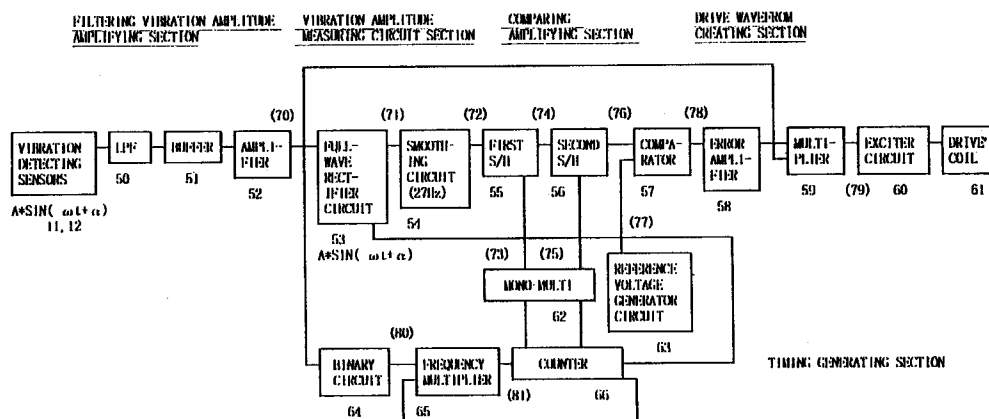 FILTERING VIBRATION AMPLITUDE
AMPLIFYING SECTION
VIBRATION AMPLITUDE
MEASURING CIRCUIT SECTION
COMPARING
AMPLIFYING SECTION
DRIVE WAVEFROM
CREATING SECTION
(70)
(71)
(72)
(74)
(76)
(78)
VIBRATION
DETECTING
SENSORS
LPF
BUFFER
AMPLI-
FIER
FULL-
WAVE
RECT-
IFIER
CIRCUIT
SMOOTH-
ING
CIRCUIT
(27Hz)
FIRST
S/H
SECOND
S/H
COMPA-
RATOR
ERROR
AMPLI-
FIER
MULTI-
PLIER
EXCITER
CIRCUIT
DRIVE
COIL
50
51
52
53
54
55
56
57
58
59
(79)
60
61
A*SIN( ωt+α)
11, 12
A*SIN( ωt+α)
(73)
(75)
(77)
MONO-MULTI
62
REFERENCE
VOLTAGE
GENERATOR
CIRCUIT
63
(80)
BINARY
CIRCUIT
64
FREQUENCY
MULTIPLIER
65
(81)
COUNTER
66
TIMING GENERATING SECTION